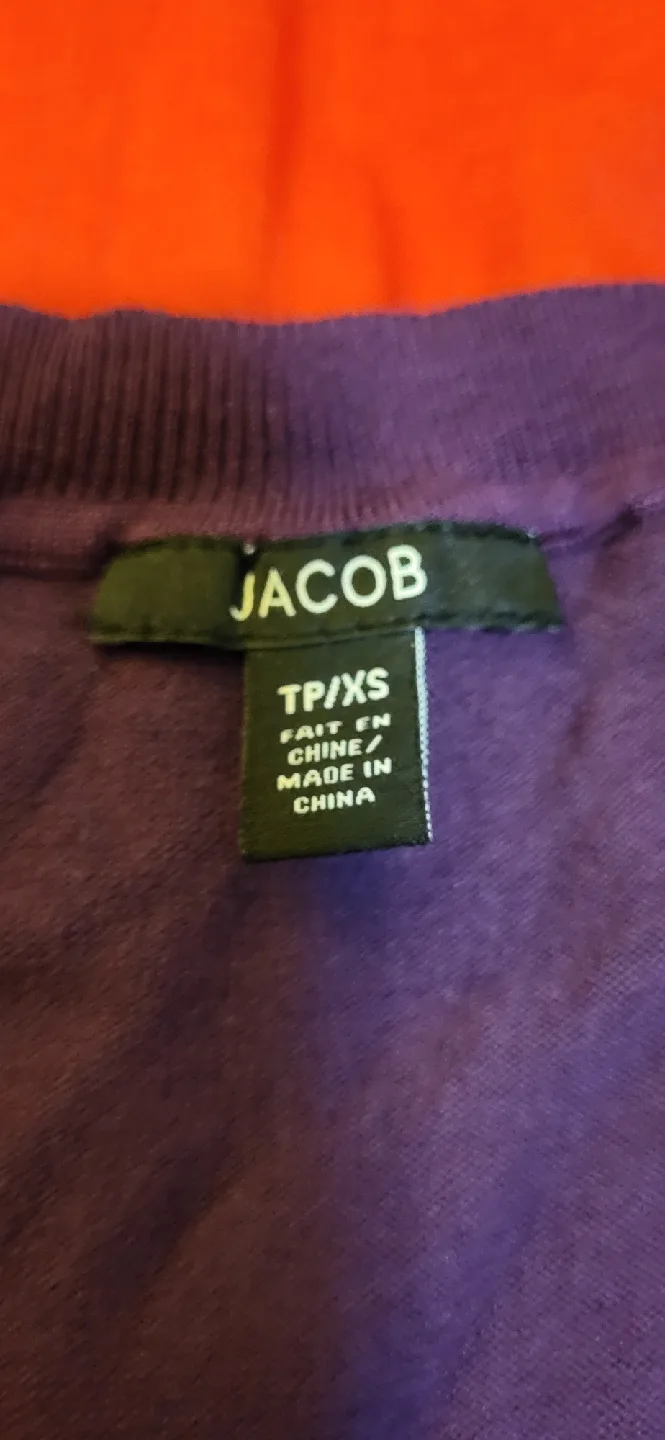 JACOB
TP/XS
FAIT EN
CHINE/
MADE IN
CHINA